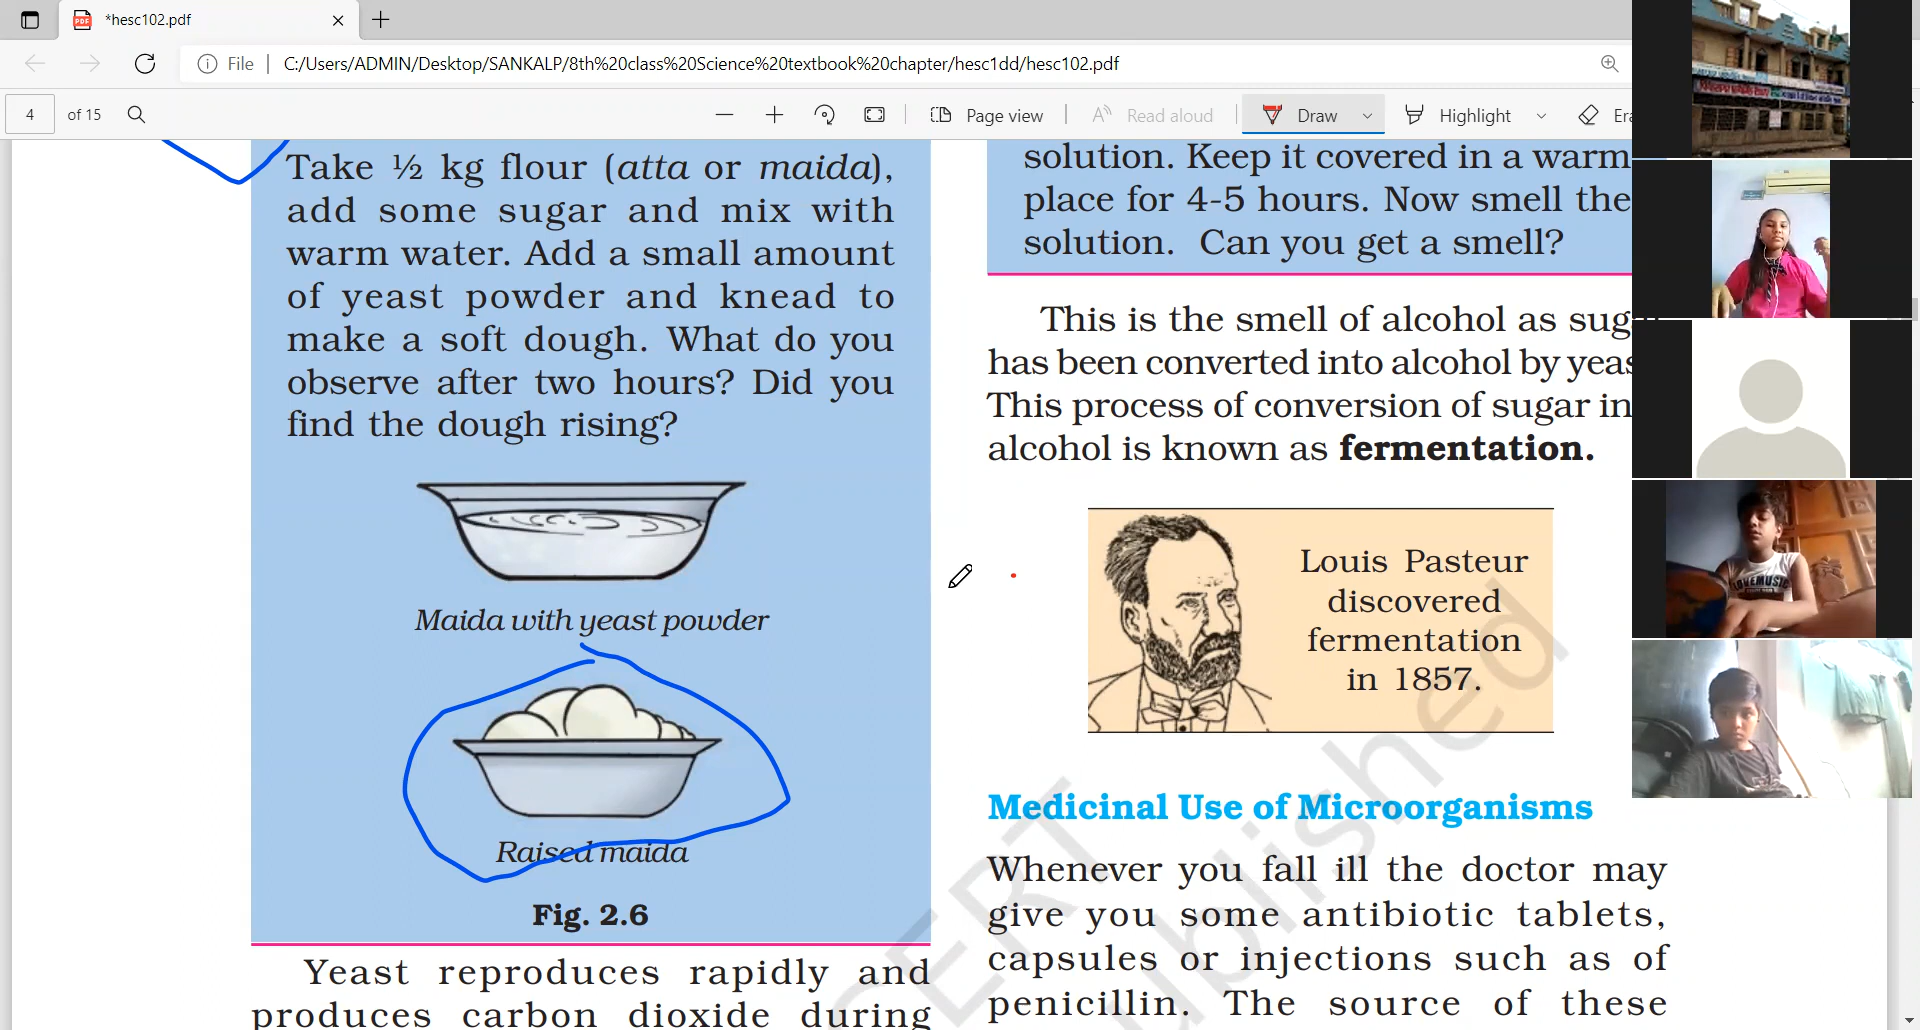 *hesc102.pdf
File
C:/Users/ADMIN/Desktop/SANKALP/8th%20class%20Science%20textbook%20chapter/hesc1dd/hesc102.pdf
4 of 15
Page view
Read aloud
Draw
Highlight
Era
Take ½ kg flour (atta or maida),
add some sugar and mix with
warm water. Add a small amount
of yeast powder and knead to
make a soft dough. What do you
observe after two hours? Did you
find the dough rising?
Maida with yeast powder
Raised maida
Fig. 2.6
Yeast reproduces rapidly and
produces carbon dioxide during
solution. Keep it covered in a warm
place for 4-5 hours. Now smell the
solution. Can you get a smell?
This is the smell of alcohol as sug
has been converted into alcohol by yeas
This process of conversion of sugar in
alcohol is known as fermentation.
Louis Pasteur
discovered
fermentation
in 1857.
Medicinal Use of Microorganisms
Whenever you fall ill the doctor may
give you some antibiotic tablets,
capsules or injections such as of
penicillin. The source of these